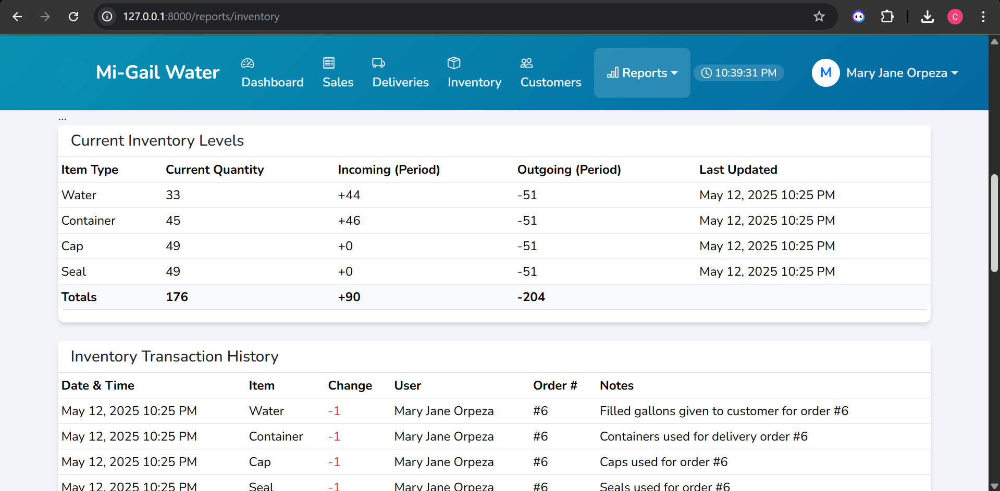 127.0.0.1:8000/reports/inventory
C
Mi-Gail Water
Dashboard
Sales
Deliveries
Inventory
Customers
Reports
10:39:31 PM
M
Mary Jane Orpeza
...
Current Inventory Levels
Item Type Current Quantity Incoming (Period) Outgoing (Period) Last Updated
Water 33 +44 -51 May 12, 2025 10:25 PM
Container 45 +46 -51 May 12, 2025 10:25 PM
Cap 49 +0 -51 May 12, 2025 10:25 PM
Seal 49 +0 -51 May 12, 2025 10:25 PM
Totals 176 +90 -204
Inventory Transaction History
Date & Time Item Change User Order # Notes
May 12, 2025 10:25 PM Water -1 Mary Jane Orpeza #6 Filled gallons given to customer for order #6
May 12, 2025 10:25 PM Container -1 Mary Jane Orpeza #6 Containers used for delivery order #6
May 12, 2025 10:25 PM Cap -1 Mary Jane Orpeza #6 Caps used for order #6
May 12, 2025 10:25 PM Seal -1 Mary Jane Orpeza #6 Seals used for order #6